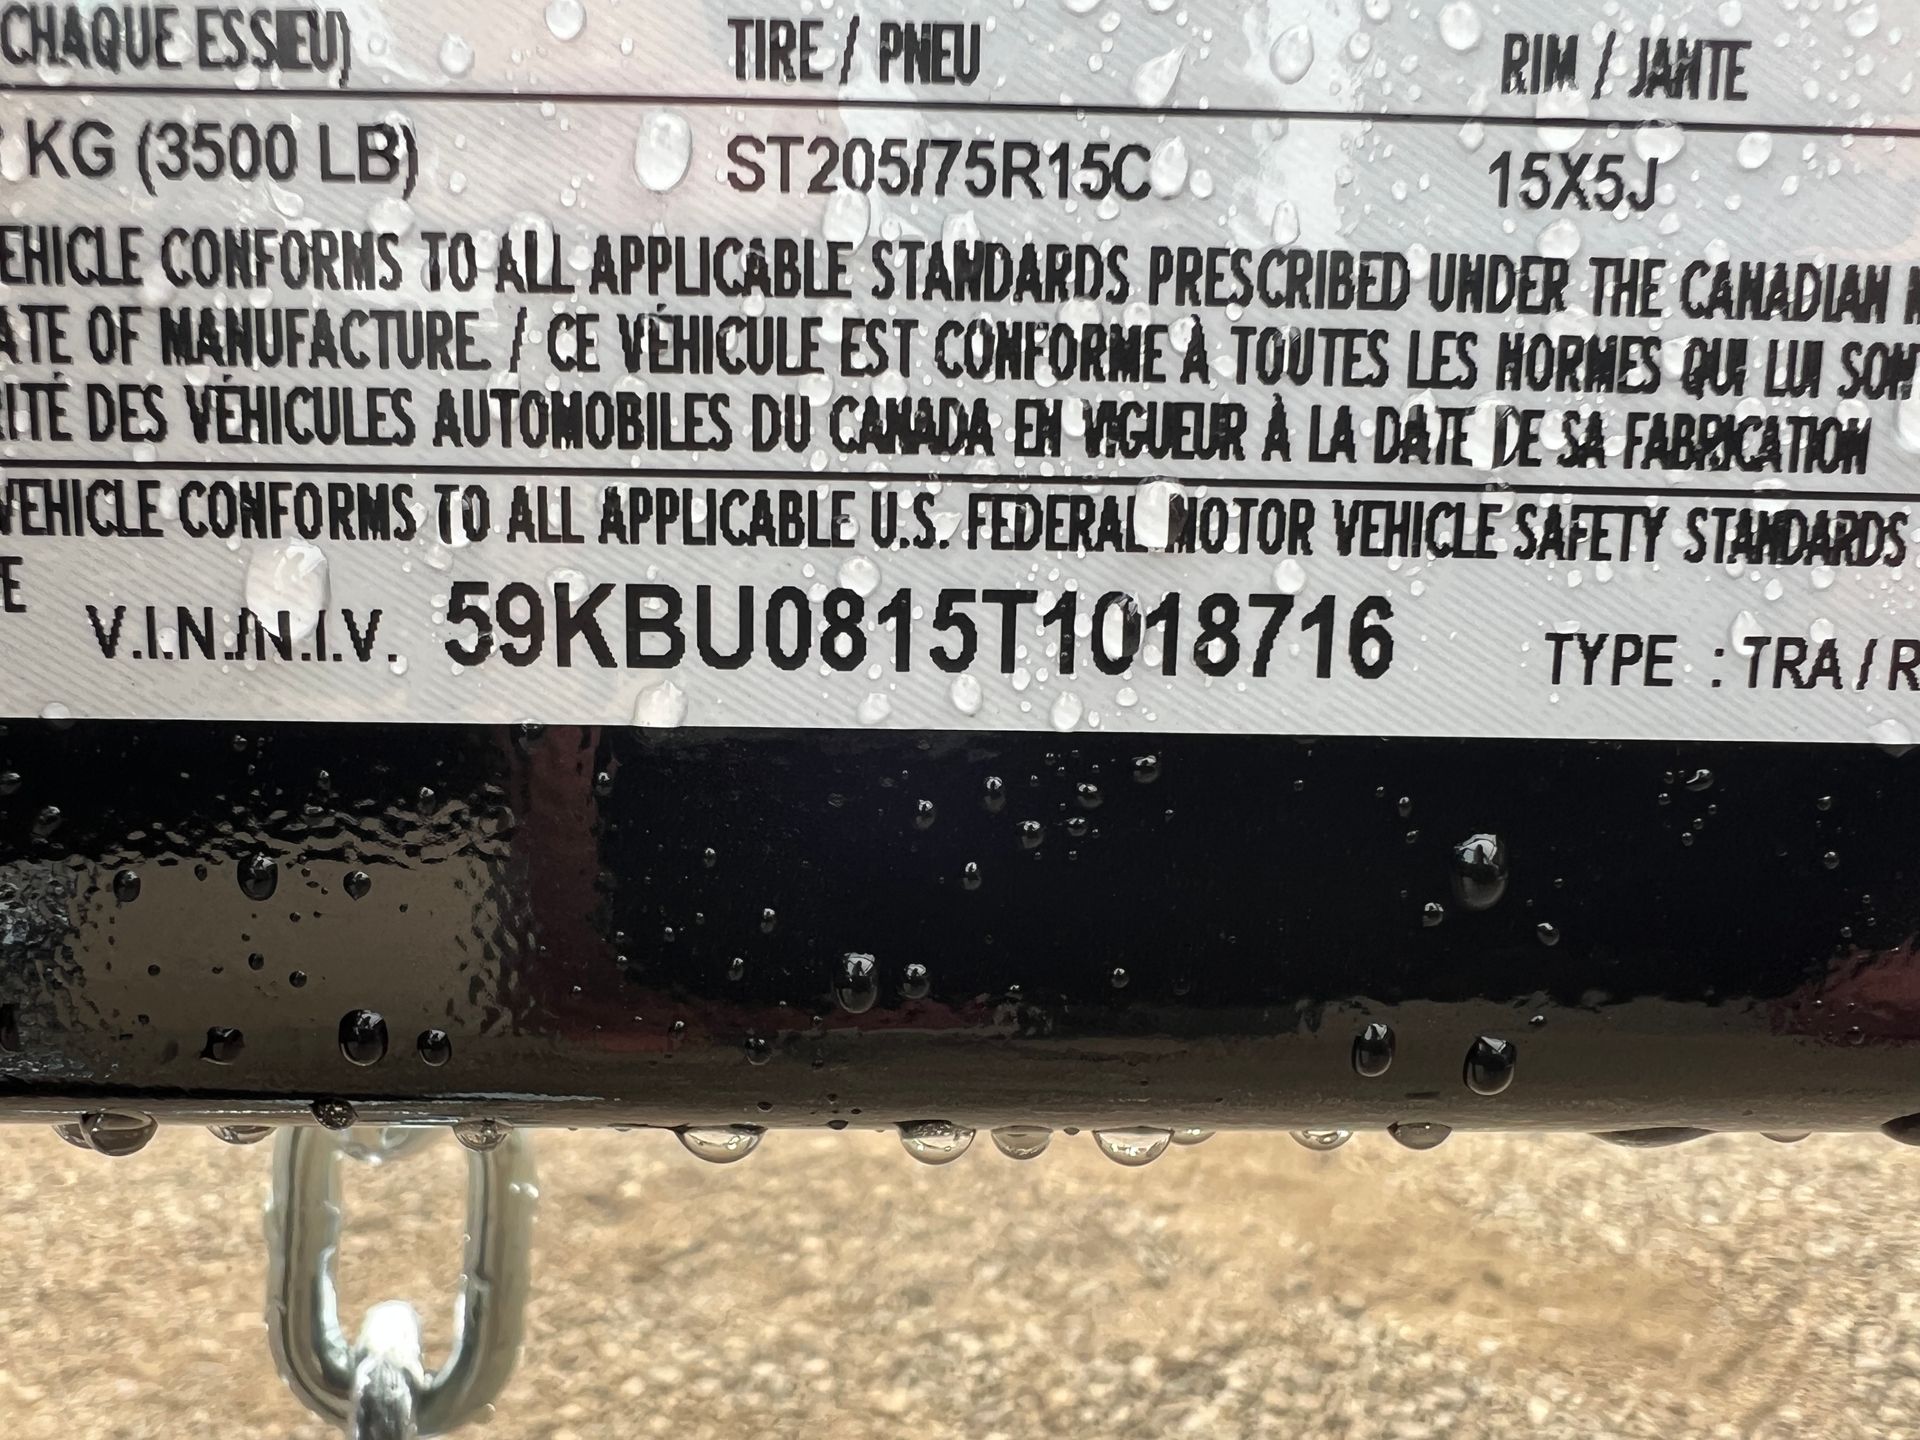 CHAQUE ESSIEU) TIRE / PNEU RIM / JANTE
KG (3500 LB) ST205/75R15C 15X5J
EHICLE CONFORMS TO ALL APPLICABLE STANDARDS PRESCRIBED UNDER THE CANADIAN
ATE OF MANUFACTURE. / CE VÉHICULE EST CONFORME À TOUTES LES NORMES QUI LUI SONT
RITÉ DES VÉHICULES AUTOMOBILES DU CANADA EN VIGUEUR À LA DATE DE SA FABRICATION
VEHICLE CONFORMS TO ALL APPLICABLE U.S. FEDERAL MOTOR VEHICLE SAFETY STANDARDS
E
V.I.N./N.I.V. 59KBU0815T1018716 TYPE : TRA / R